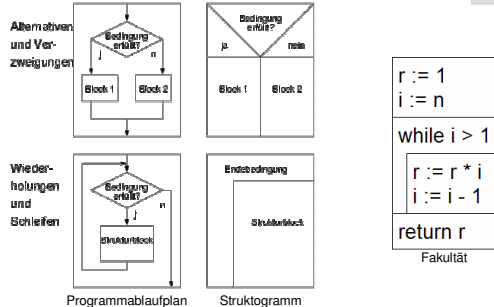 Alternativen
und Ver-
zweigungen
Bedingung
erfüllt?
j
n
Block 1
Block 2
Bedingung
erfüllt?
ja
nein
Block 1
Block 2
Wieder-
holungen
und
Schleifen
Bedingung
erfüllt?
n
j
Strukturblock
Endebedingung
Strukturblock
Programmablaufplan
Struktogramm
r := 1
i := n
while i > 1
r := r * i
i := i - 1
return r
Fakultät